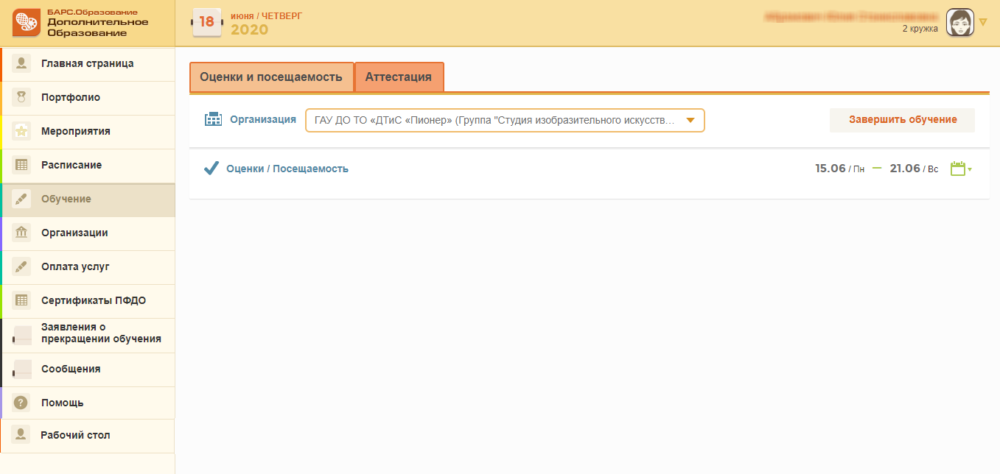 БАРС.Образование
Дополнительное
Образование
18
июня / ЧЕТВЕРГ
2020
2 кружка
Главная страница
Портфолио
Мероприятия
Расписание
Обучение
Организации
Оплата услуг
Сертификаты ПФДО
Заявления о
прекращении обучения
Сообщения
?
Помощь
Рабочий стол
Оценки и посещаемость
Аттестация
Организация
ГАУ ДО ТО «ДТиС «Пионер» (Группа "Студия изобразительного искусств...
Завершить обучение
Оценки / Посещаемость
15.06 / Пн — 21.06 / Вс